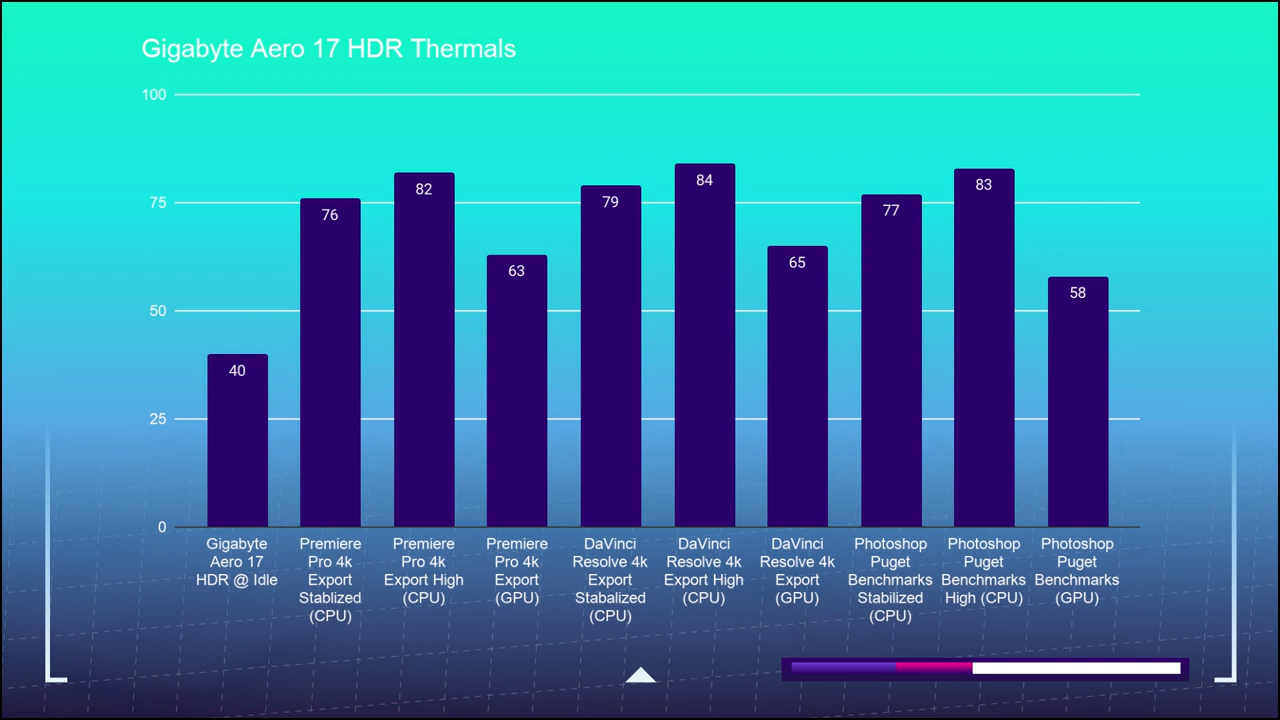 Gigabyte Aero 17 HDR Thermals
100
75
50
25
0
40
76
82
63
79
84
65
77
83
58
Gigabyte
Aero 17
HDR @ Idle
Premiere
Pro 4k
Export
Stablized
(CPU)
Premiere
Pro 4k
Export High
(CPU)
Premiere
Pro 4k
Export
(GPU)
DaVinci
Resolve 4k
Export
Stabalized
(CPU)
DaVinci
Resolve 4k
Export High
(CPU)
DaVinci
Resolve 4k
Export
(GPU)
Photoshop
Puget
Benchmarks
Stabilized
(CPU)
Photoshop
Puget
Benchmarks
High (CPU)
Photoshop
Puget
Benchmarks
(GPU)